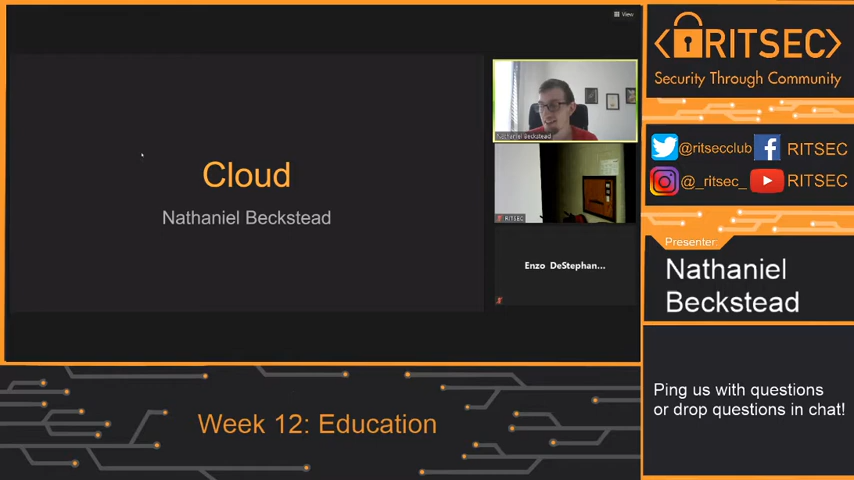 View
Cloud
Nathaniel Beckstead
Nathaniel Beckstead
RITSEC
Enzo DeStephan...
<RITSEC>
Security Through Community
@ritsecclub
RITSEC
@_ritsec_
RITSEC
Presenter:
Nathaniel
Beckstead
Ping us with questions
or drop questions in chat!
Week 12: Education